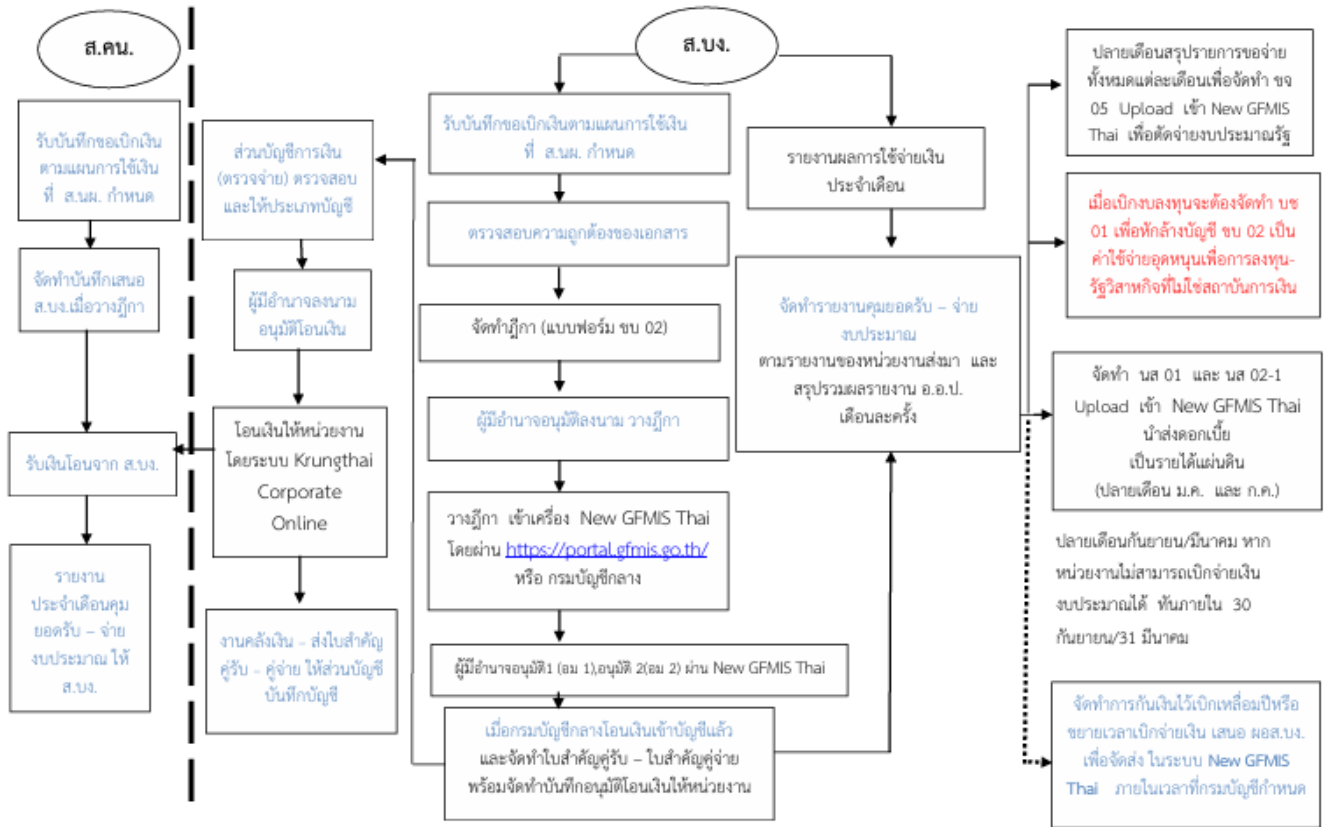 ส.คน.
รับบันทึกขอเบิกเงิน
ตามแผนการใช้เงิน
ที่ ส.นผ. กำหนด
จัดทำบันทึกเสนอ
ส.บง.เมื่อวางฎีกา
รับเงินโอนจาก ส.บง.
รายงาน
ประจำเดือนคุม
ยอดรับ – จ่าย
งบประมาณ ให้
ส.บง.
ส่วนบัญชีการเงิน
(ตรวจจ่าย) ตรวจสอบ
และให้ประเภทบัญชี
ผู้มีอำนาจลงนาม
อนุมัติโอนเงิน
โอนเงินให้หน่วยงาน
โดยระบบ Krungthai
Corporate
Online
งานคลังเงิน – ส่งใบสำคัญ
คู่รับ – คู่จ่าย ให้ส่วนบัญชี
บันทึกบัญชี
ส.บง.
รับบันทึกขอเบิกเงินตามแผนการใช้เงิน
ที่ ส.นผ. กำหนด
ตรวจสอบความถูกต้องของเอกสาร
จัดทำฎีกา (แบบฟอร์ม ขบ 02)
ผู้มีอำนาจอนุมัติลงนาม วางฎีกา
วางฎีกา เข้าเครื่อง New GFMIS Thai
โดยผ่าน https://portal.gfmis.go.th/
หรือ กรมบัญชีกลาง
ผู้มีอำนาจอนุมัติ1 (อม 1),อนุมัติ 2(อม 2) ผ่าน New GFMIS Thai
เมื่อกรมบัญชีกลางโอนเงินเข้าบัญชีแล้ว
และจัดทำใบสำคัญคู่รับ – ใบสำคัญคู่จ่าย
พร้อมจัดทำบันทึกอนุมัติโอนเงินให้หน่วยงาน
รายงานผลการใช้จ่ายเงิน
ประจำเดือน
จัดทำรายงานคุมยอดรับ – จ่าย
งบประมาณ
ตามรายงานของหน่วยงานส่งมา และ
สรุปรวมผลรายงาน อ.อ.ป.
เดือนละครั้ง
ปลายเดือนสรุปรายการขอจ่าย
ทั้งหมดแต่ละเดือนเพื่อจัดทำ ขจ
05 Upload เข้า New GFMIS
Thai เพื่อตัดจ่ายงบประมาณรัฐ
เมื่อเบิกงบลงทุนจะต้องจัดทำ บช
01 เพื่อหักล้างบัญชี ขบ 02 เป็น
ค่าใช้จ่ายอุดหนุนเพื่อการลงทุน-
รัฐวิสาหกิจที่ไม่ใช่สถาบันการเงิน
จัดทำ นส 01 และ นส 02-1
Upload เข้า New GFMIS Thai
นำส่งดอกเบี้ย
เป็นรายได้แผ่นดิน
(ปลายเดือน ม.ค. และ ก.ค.)
ปลายเดือนกันยายน/มีนาคม หาก
หน่วยงานไม่สามารถเบิกจ่ายเงิน
งบประมาณได้ ทันภายใน 30
กันยายน/31 มีนาคม
จัดทำการกันเงินไว้เบิกเหลื่อมปีหรือ
ขยายเวลาเบิกจ่ายเงิน เสนอ ผอส.บง.
เพื่อจัดส่ง ในระบบ New GFMIS
Thai ภายในเวลาที่กรมบัญชีกำหนด